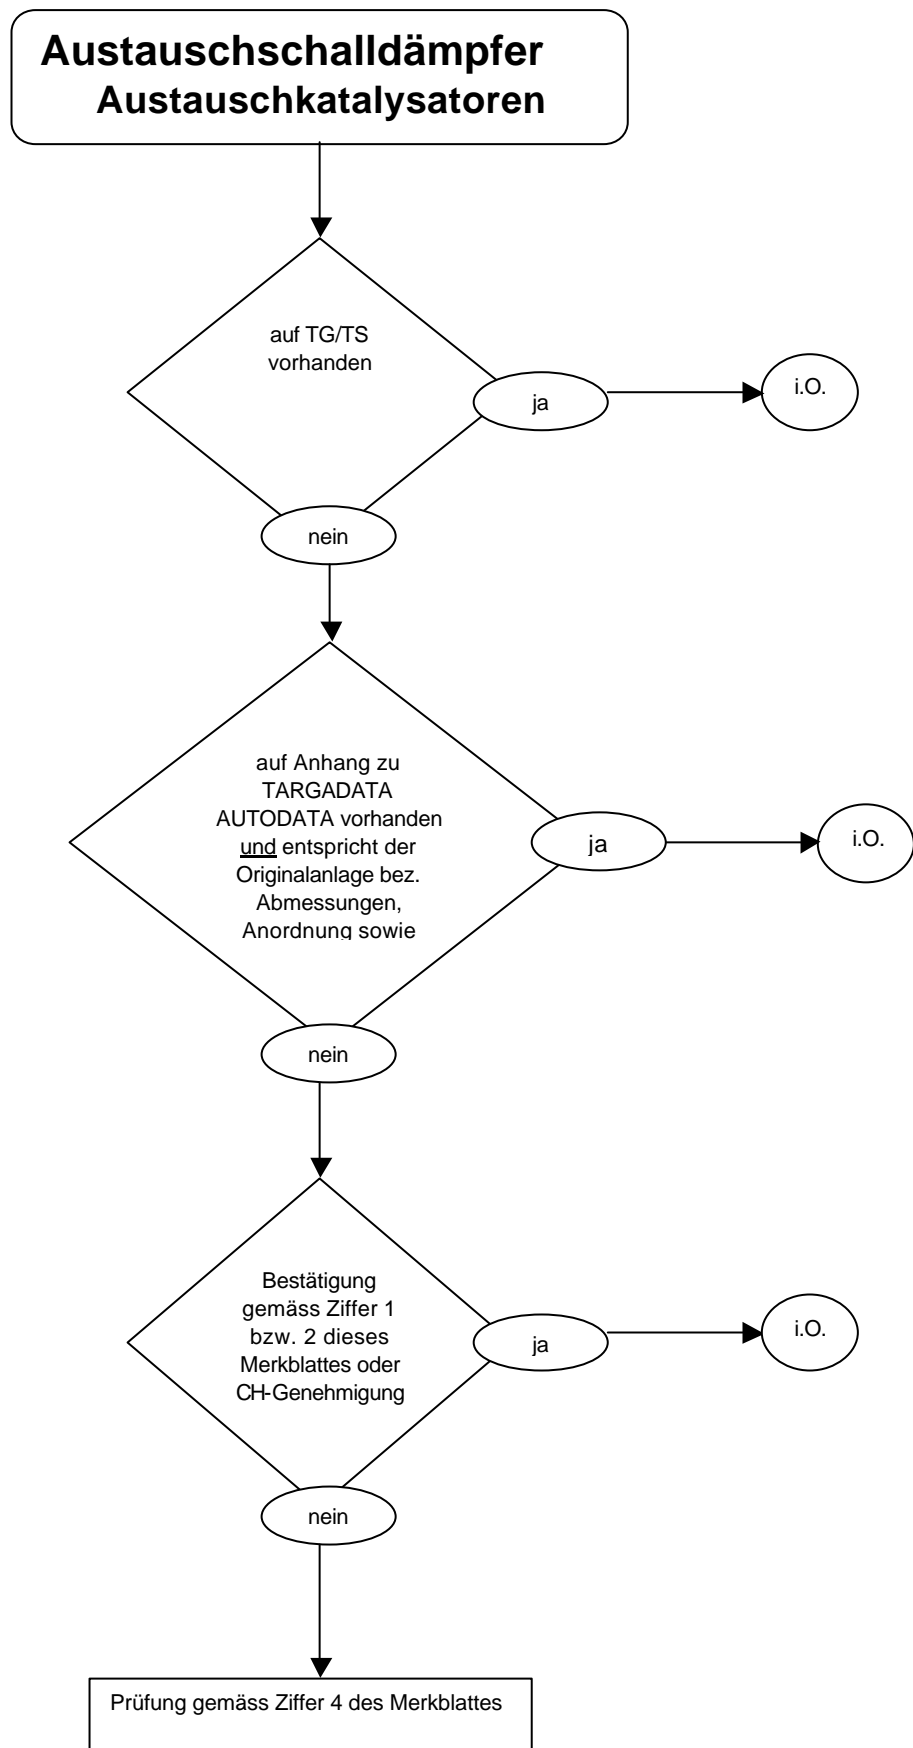 Austauschschalldämpfer
Austauschkatalysatoren
auf TG/TS
vorhanden
ja
i.O.
nein
auf Anhang zu
TARGADATA
AUTODATA vorhanden
und entspricht der
Originalanlage bez.
Abmessungen,
Anordnung sowie
ja
i.O.
nein
Bestätigung
gemäss Ziffer 1
bzw. 2 dieses
Merkblattes oder
CH-Genehmigung
ja
i.O.
nein
Prüfung gemäss Ziffer 4 des Merkblattes